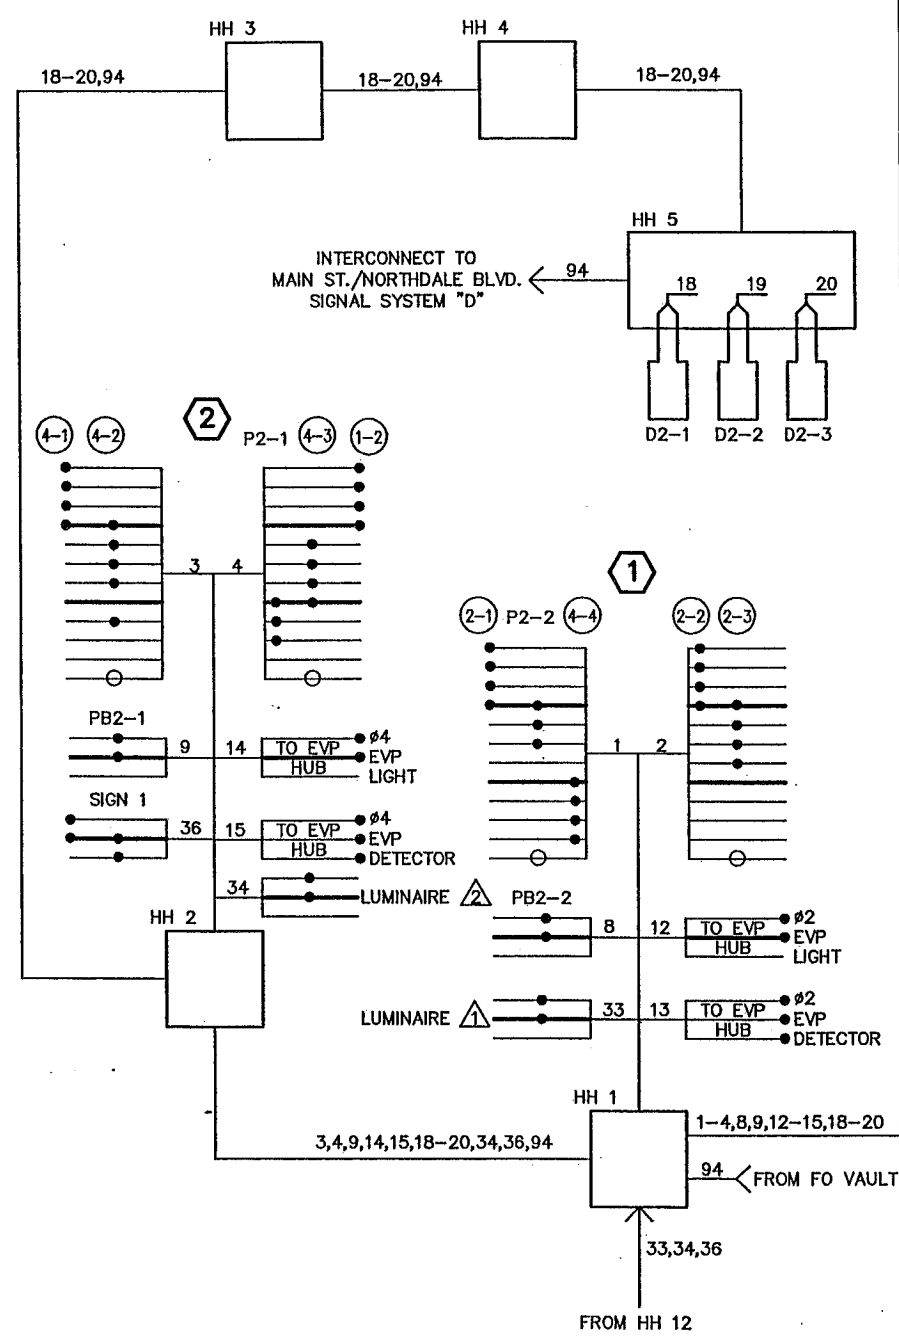 HH 3
HH 4
18-20,94
18-20,94
18-20,94
HH 5
INTERCONNECT TO
MAIN ST./NORTHDALE BLVD.
SIGNAL SYSTEM "D"
94
18
19
20
D2-1
D2-2
D2-3
2
4-1
4-2
P2-1
4-3
1-2
3
4
1
2-1
P2-2
4-4
2-2
2-3
1
2
PB2-1
9
14
TO EVP
HUB
ø4
EVP
LIGHT
SIGN 1
36
15
TO EVP
HUB
ø4
EVP
DETECTOR
34
LUMINAIRE 2
HH 2
PB2-2
8
12
TO EVP
HUB
ø2
EVP
LIGHT
LUMINAIRE 1
33
13
TO EVP
HUB
ø2
EVP
DETECTOR
HH 1
1-4,8,9,12-15,18-20
3,4,9,14,15,18-20,34,36,94
94
FROM FO VAULT
33,34,36
FROM HH 12